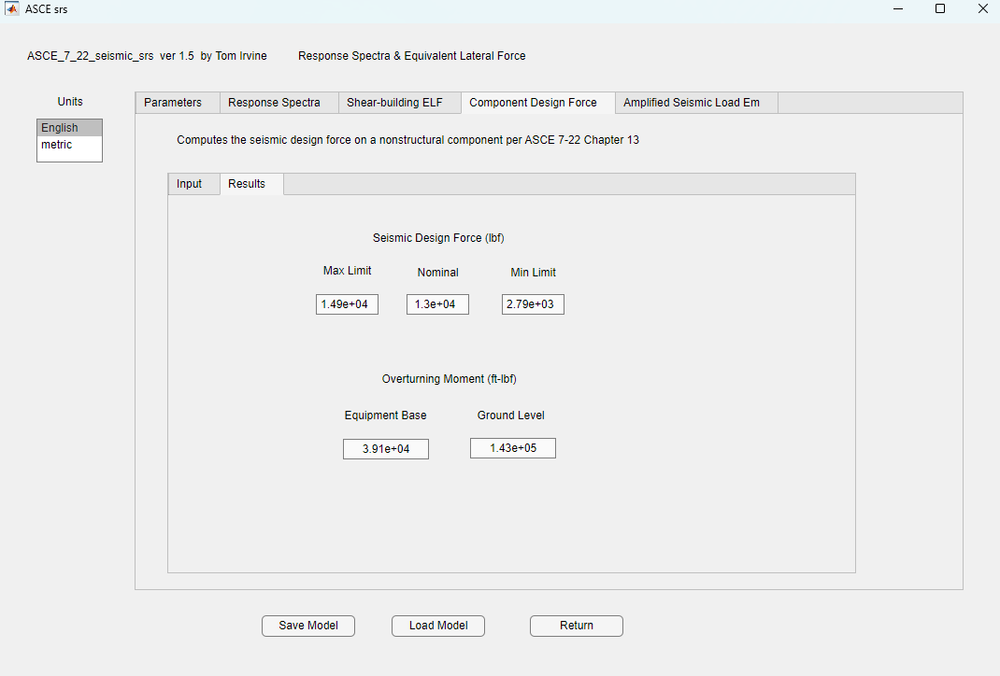 ASCE srs
ASCE_7_22_seismic_srs ver 1.5 by Tom Irvine Response Spectra & Equivalent Lateral Force
Units
English
metric
Parameters Response Spectra Shear-building ELF Component Design Force Amplified Seismic Load Em
Computes the seismic design force on a nonstructural component per ASCE 7-22 Chapter 13
Input Results
Seismic Design Force (lbf)
Max Limit Nominal Min Limit
1.49e+04 1.3e+04 2.79e+03
Overturning Moment (ft-lbf)
Equipment Base Ground Level
3.91e+04 1.43e+05
Save Model Load Model Return